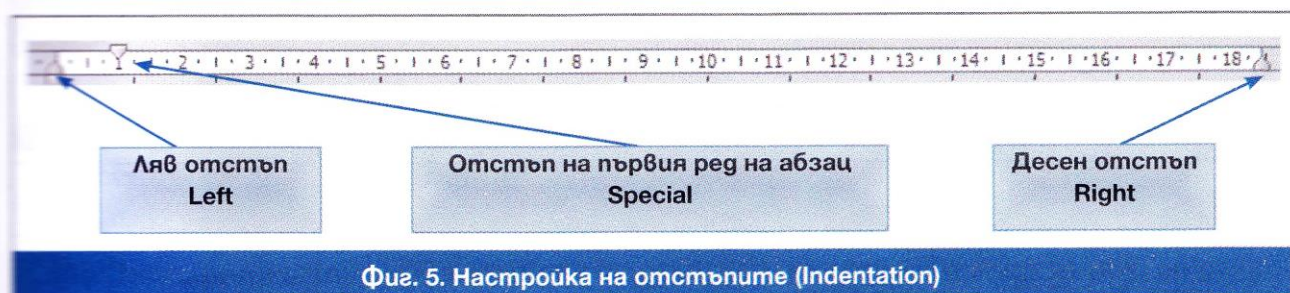 1 2 3 4 5 6 7 8 9 10 11 12 13 14 15 16 17 18
Ляв отстъп
Left
Отстъп на първия ред на абзац
Special
Десен отстъп
Right
Фиг. 5. Настройка на отстъпите (Indentation)